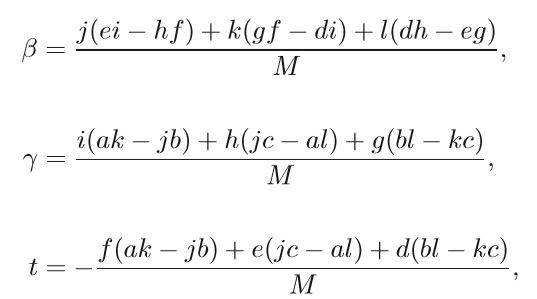 β = j(ei − hf) + k(gf − di) + l(dh − eg) / M,
γ = i(ak − jb) + h(jc − al) + g(bl − kc) / M,
t = − f(ak − jb) + e(jc − al) + d(bl − kc) / M,